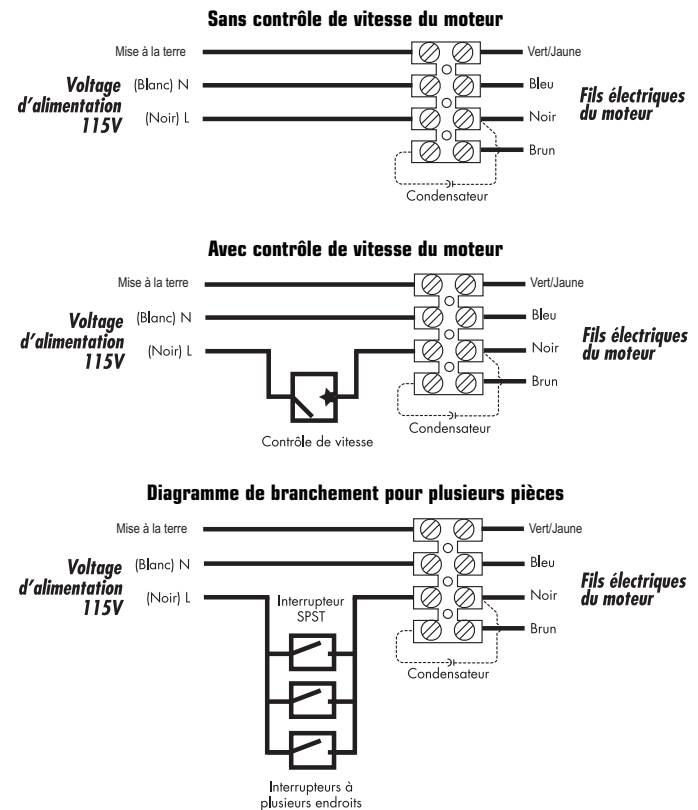 Sans contrôle de vitesse du moteur
Mise à la terre
Vert/Jaune
Voltage
d'alimentation
115V
(Blanc) N
Bleu
Fils électriques
du moteur
(Noir) L
Noir
Brun
Condensateur
Avec contrôle de vitesse du moteur
Mise à la terre
Vert/Jaune
Voltage
d'alimentation
115V
(Blanc) N
Bleu
Fils électriques
du moteur
(Noir) L
Noir
Brun
Condensateur
Contrôle de vitesse
Diagramme de branchement pour plusieurs pièces
Mise à la terre
Vert/Jaune
Voltage
d'alimentation
115V
(Blanc) N
Bleu
Fils électriques
du moteur
(Noir) L
Noir
Interrupteur
SPST
Brun
Condensateur
Interrupteurs à
plusieurs endroits